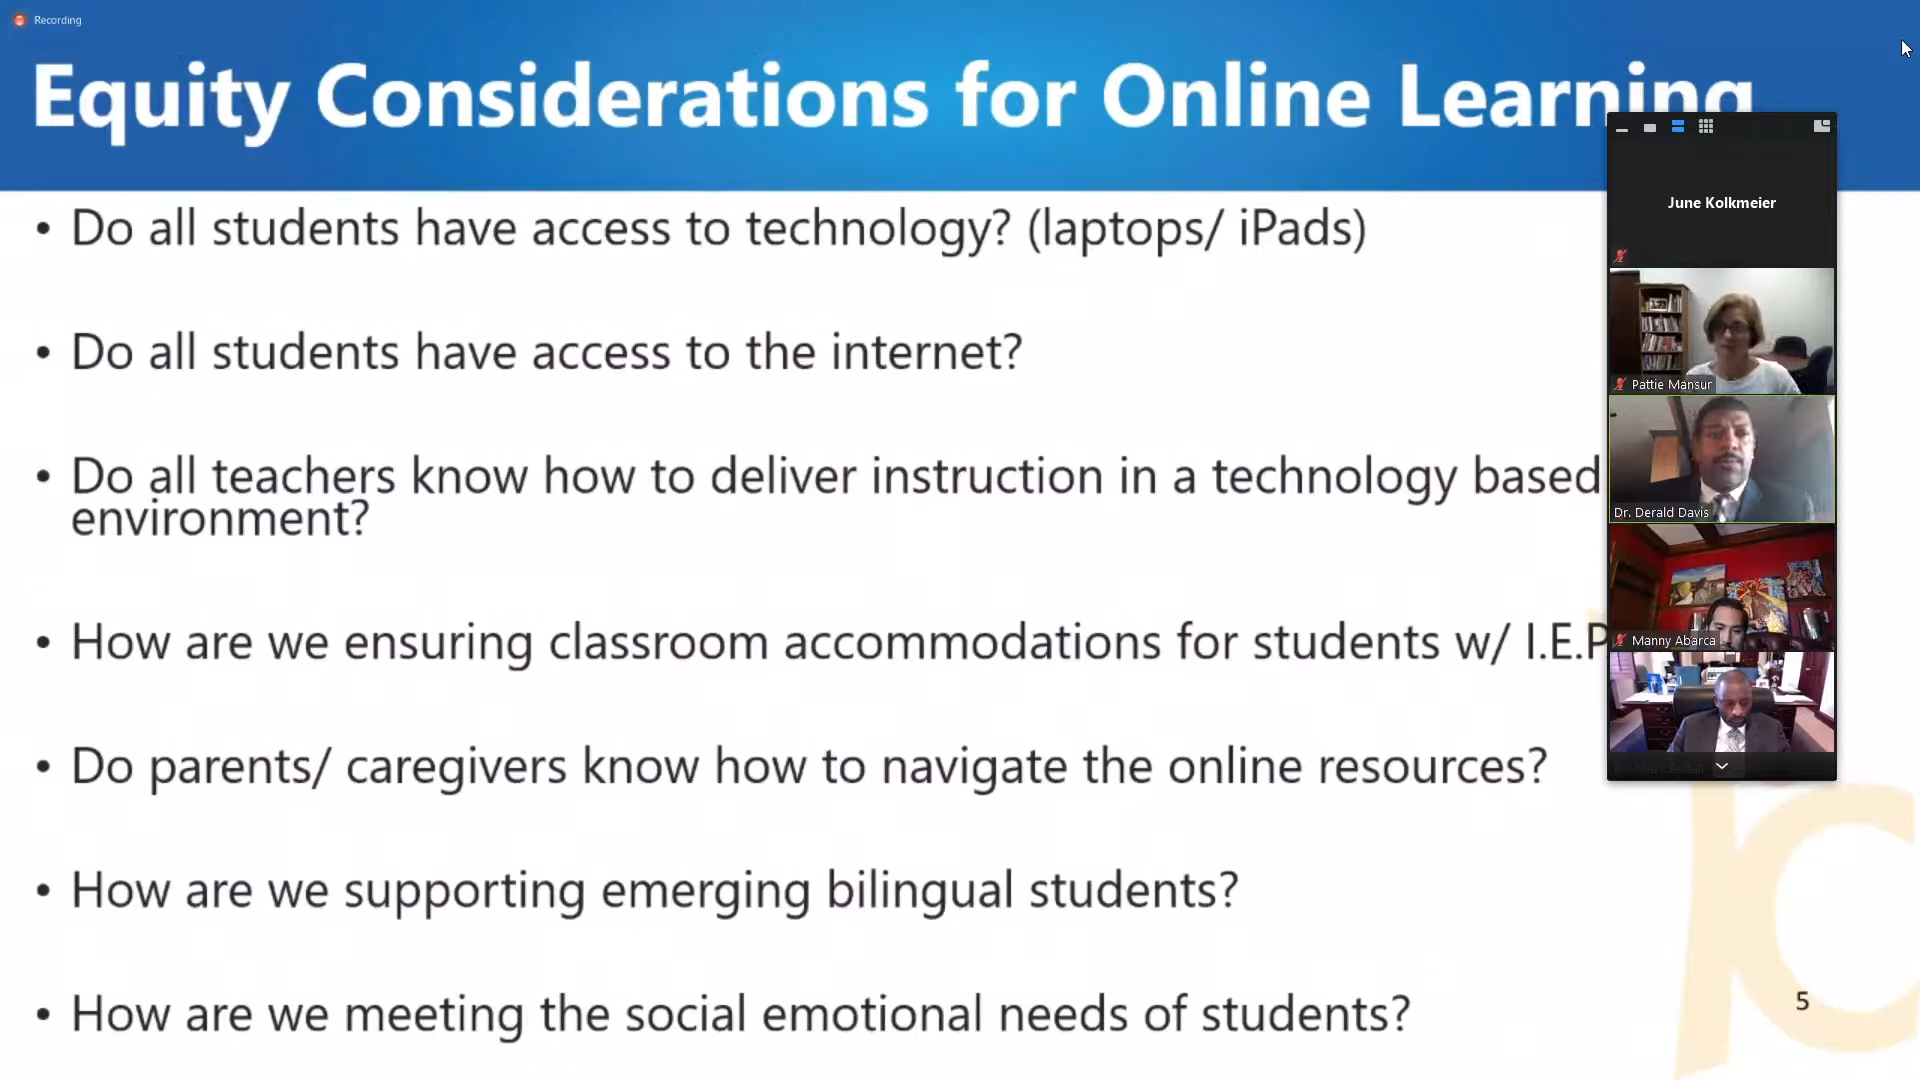 Recording
Equity Considerations for Online Learning
• Do all students have access to technology? (laptops/ iPads)
• Do all students have access to the internet?
• Do all teachers know how to deliver instruction in a technology based
environment?
• How are we ensuring classroom accommodations for students w/ I.E.P
• Do parents/ caregivers know how to navigate the online resources?
• How are we supporting emerging bilingual students?
• How are we meeting the social emotional needs of students?
5
June Kolkmeier
Pattie Mansur
Dr. Derald Davis
Manny Abarca